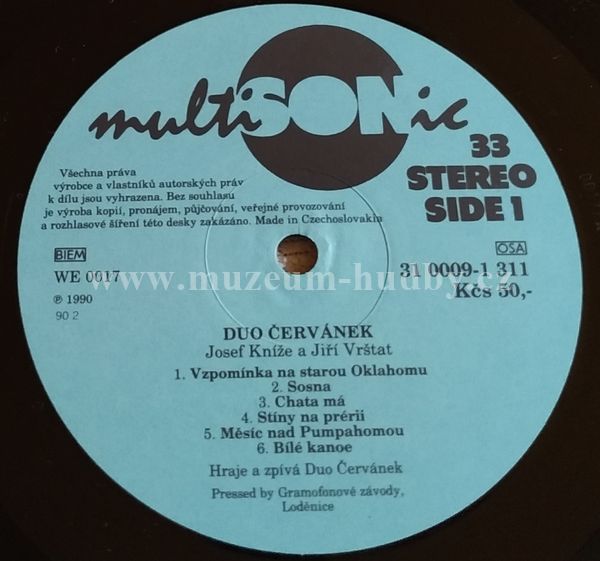 multiSONic
33
STEREO
SIDE 1
Všechna práva
výrobce a vlastníků autorských práv
k dílu jsou vyhrazena. Bez souhlasu
je výroba kopií, pronájem, půjčování, veřejné provozování
a rozhlasové šíření této desky zakázáno. Made in Czechoslovakia
BIEM
OSA
WE 0017
31 0009-1 311
www.muzeum-hudby.cz
℗ 1990
Kčs 50,-
90 2
DUO ČERVÁNEK
Josef Kníže a Jiří Vrštat
1. Vzpomínka na starou Oklahomu
2. Sosna
3. Chata má
4. Stíny na prérii
5. Měsíc nad Pumpahomou
6. Bílé kanoe
Hraje a zpívá Duo Červánek
Pressed by Gramofonové závody,
Loděnice